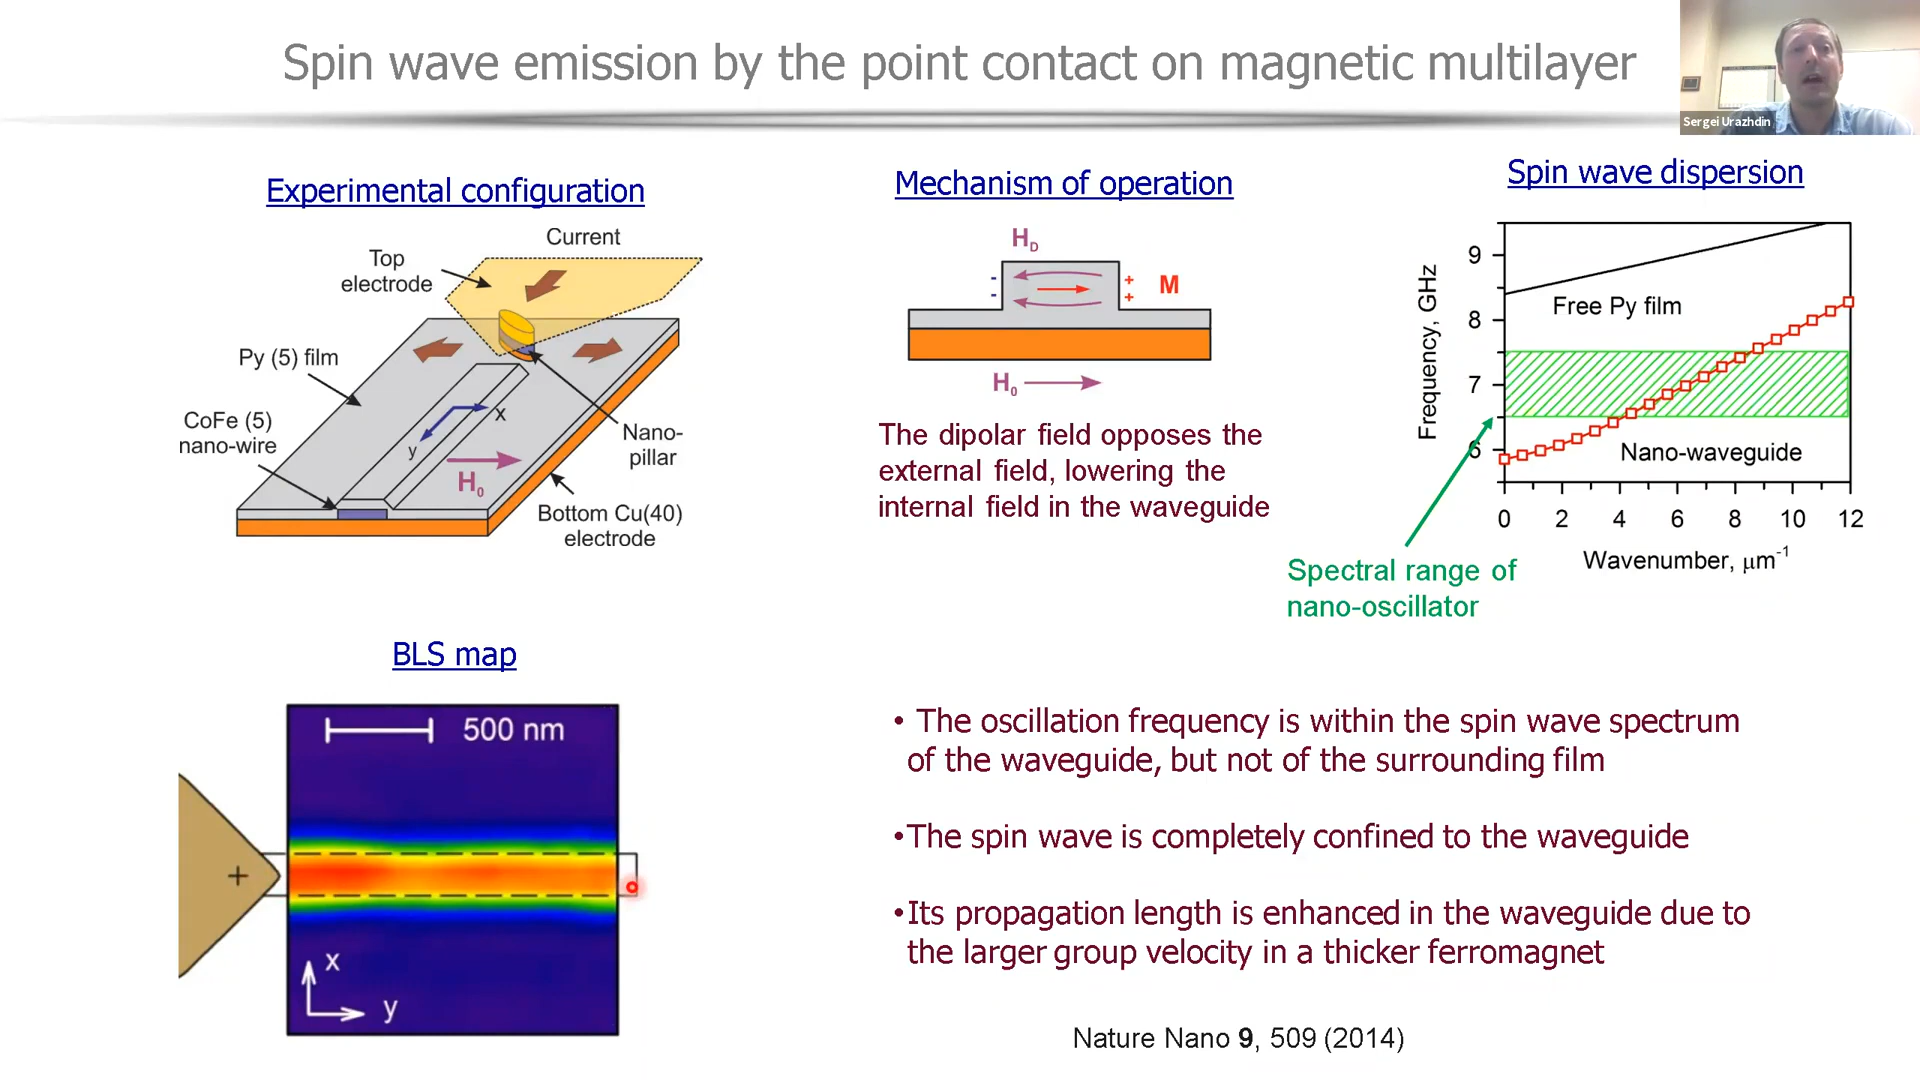 Spin wave emission by the point contact on magnetic multilayer
Sergei Urazhdin
Experimental configuration
Current
Top
electrode
Py (5) film
CoFe (5)
nano-wire
x
y
H0
Nano-
pillar
Bottom Cu(40)
electrode
Mechanism of operation
HD
-
-
+
+
M
H0
The dipolar field opposes the
external field, lowering the
internal field in the waveguide
Spin wave dispersion
Frequency, GHz
9
8
7
6
Free Py film
Nano-waveguide
0 2 4 6 8 10 12
Wavenumber, μm-1
Spectral range of
nano-oscillator
BLS map
500 nm
+
x
y
• The oscillation frequency is within the spin wave spectrum
of the waveguide, but not of the surrounding film
•The spin wave is completely confined to the waveguide
•Its propagation length is enhanced in the waveguide due to
the larger group velocity in a thicker ferromagnet
Nature Nano 9, 509 (2014)